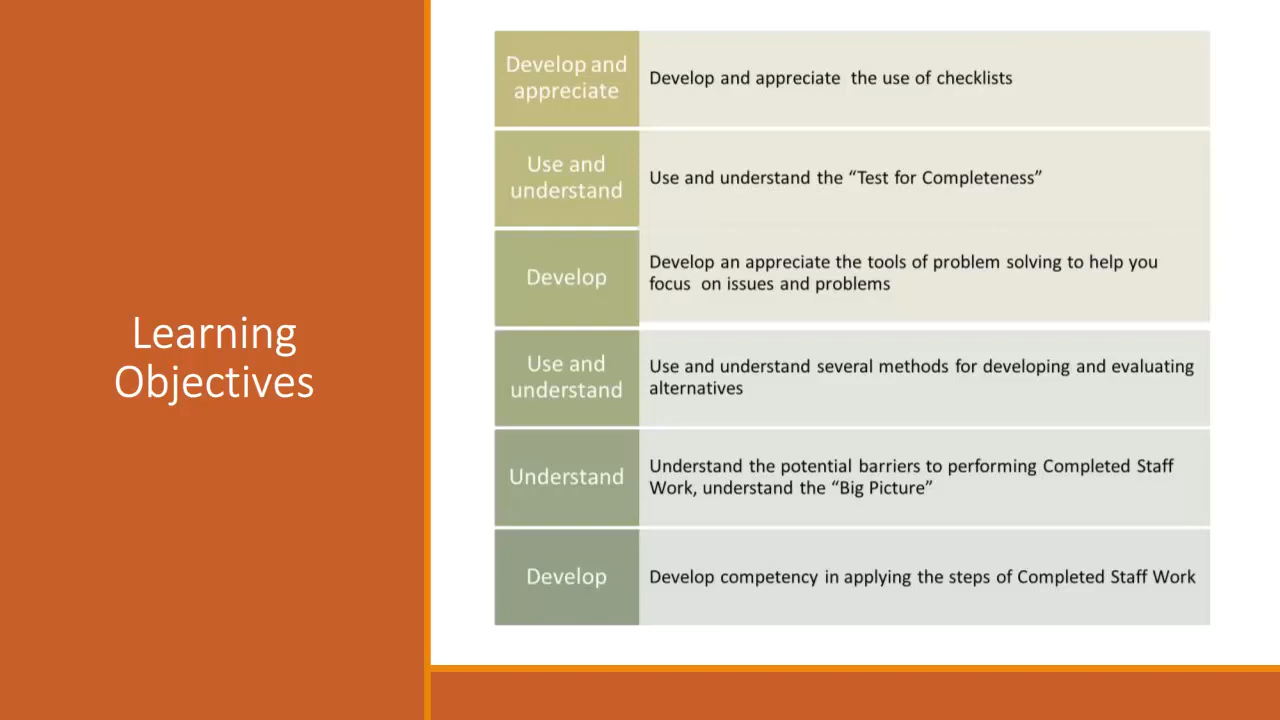 Learning
Objectives
Develop and
appreciate
Develop and appreciate  the use of checklists
Use and
understand
Use and understand the “Test for Completeness”
Develop
Develop an appreciate the tools of problem solving to help you
focus  on issues and problems
Use and
understand
Use and understand several methods for developing and evaluating
alternatives
Understand
Understand the potential barriers to performing Completed Staff
Work, understand the “Big Picture”
Develop
Develop competency in applying the steps of Completed Staff Work